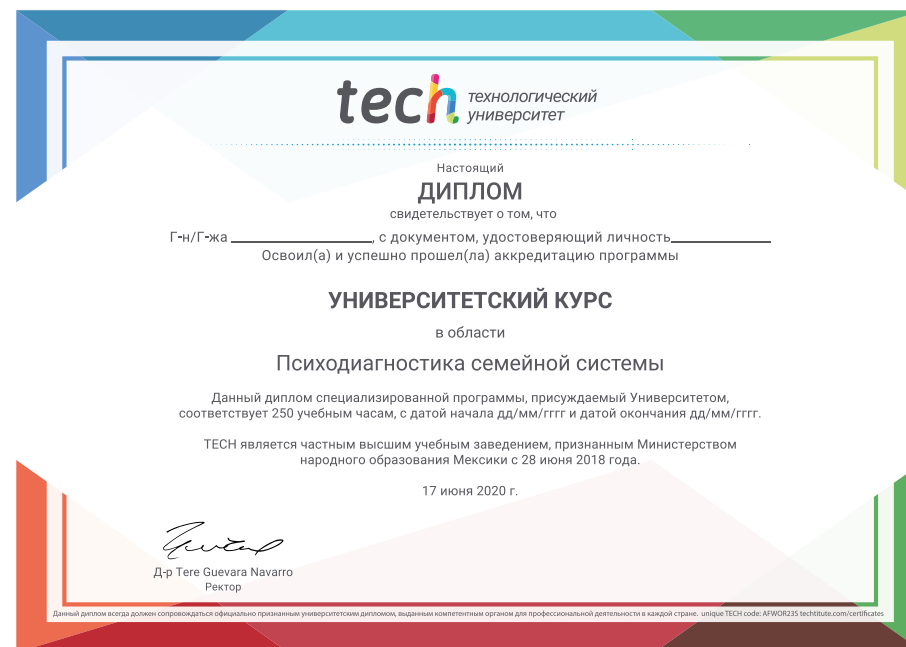 tech технологический
университет
Настоящий
ДИПЛОМ
свидетельствует о том, что
Г-н/Г-жа ____________________, с документом, удостоверяющий личность______________
Освоил(а) и успешно прошел(ла) аккредитацию программы
УНИВЕРСИТЕТСКИЙ КУРС
в области
Психодиагностика семейной системы
Данный диплом специализированной программы, присуждаемый Университетом,
соответствует 250 учебным часам, с датой начала дд/мм/гггг и датой окончания дд/мм/гггг.
TECH является частным высшим учебным заведением, признанным Министерством
народного образования Мексики с 28 июня 2018 года.
17 июня 2020 г.
Д-р Tere Guevara Navarro
Ректор
Данный диплом всегда должен сопровождаться официально признанным университетским дипломом, выданным компетентным органом для профессиональной деятельности в каждой стране. unique TECH code: AFWOR23S techtitute.com/certificates